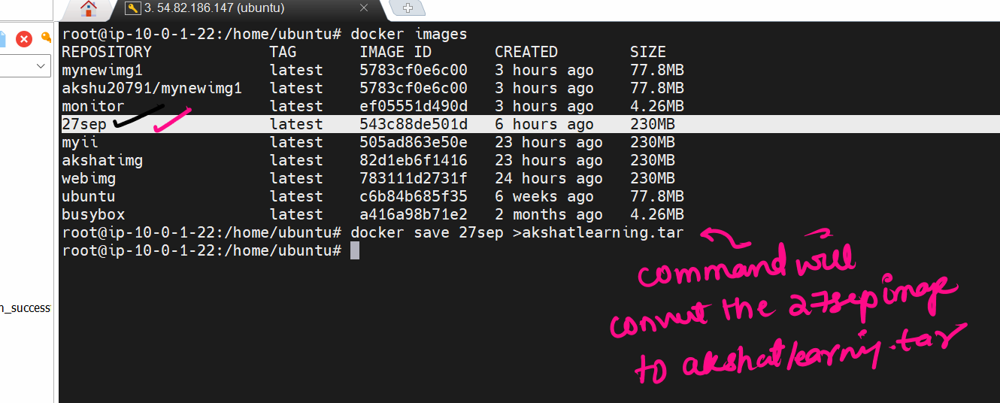 3. 54.82.186.147 (ubuntu)
root@ip-10-0-1-22:/home/ubuntu# docker images
REPOSITORY TAG IMAGE ID CREATED SIZE
mynewimg1 latest 5783cf0e6c00 3 hours ago 77.8MB
akshu20791/mynewimg1 latest 5783cf0e6c00 3 hours ago 77.8MB
monitor latest ef05551d490d 3 hours ago 4.26MB
27sep latest 543c88de501d 6 hours ago 230MB
myii latest 505ad863e50e 23 hours ago 230MB
akshatimg latest 82d1eb6f1416 23 hours ago 230MB
webimg latest 783111d2731f 24 hours ago 230MB
ubuntu latest c6b84b685f35 6 weeks ago 77.8MB
busybox latest a416a98b71e2 2 months ago 4.26MB
root@ip-10-0-1-22:/home/ubuntu# docker save 27sep >akshatlearning.tar
root@ip-10-0-1-22:/home/ubuntu#
command will
convert the 27sep image
to akshatlearning.tar
_success